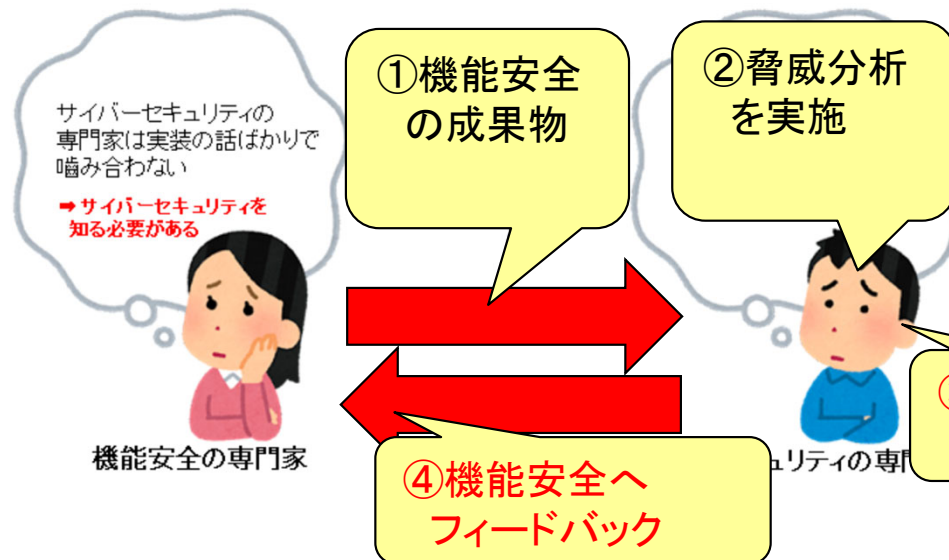 サイバーセキュリティの
専門家は実装の話ばかりで
噛み合わない
➡サイバーセキュリティを
知る必要がある
①機能安全
の成果物
②脅威分析
を実施
機能安全の専門家
④機能安全へ
フィードバック
ュリティの専門